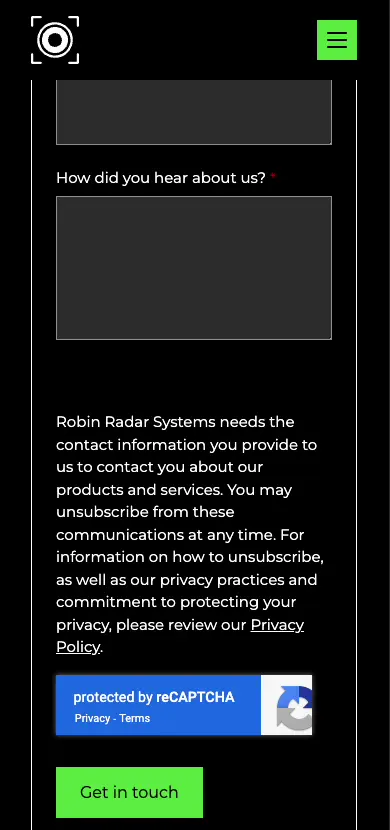 How did you hear about us? *
Robin Radar Systems needs the
contact information you provide to
us to contact you about our
products and services. You may
unsubscribe from these
communications at any time. For
information on how to unsubscribe,
as well as our privacy practices and
commitment to protecting your
privacy, please review our Privacy
Policy.
protected by reCAPTCHA
Privacy - Terms
Get in touch